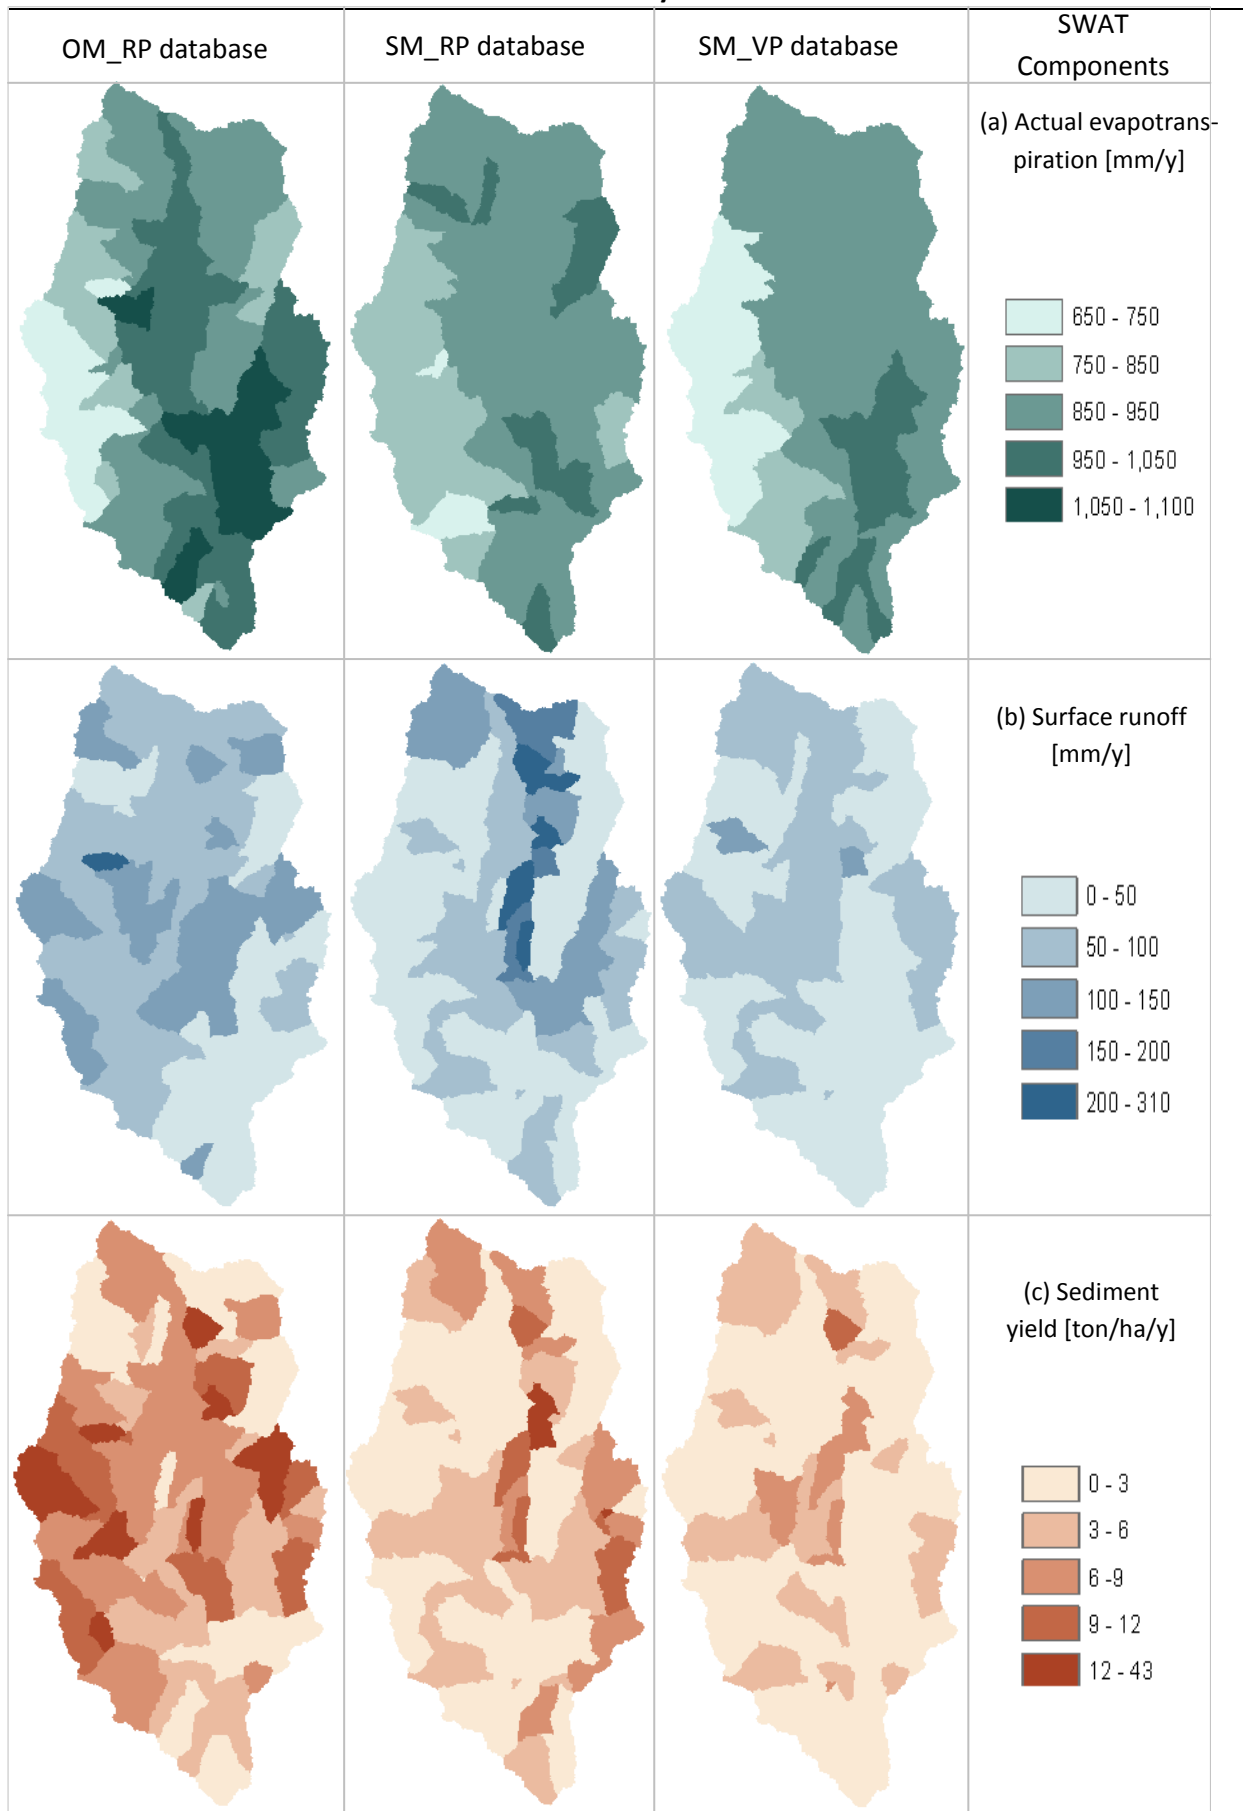 OM_RP database
SM_RP database
SM_VP database
SWAT
Components
(a) Actual evapotrans-
piration [mm/y]
650 - 750
750 - 850
850 - 950
950 - 1,050
1,050 - 1,100
(b) Surface runoff
[mm/y]
0 - 50
50 - 100
100 - 150
150 - 200
200 - 310
(c) Sediment
yield [ton/ha/y]
0 - 3
3 - 6
6 -9
9 - 12
12 - 43